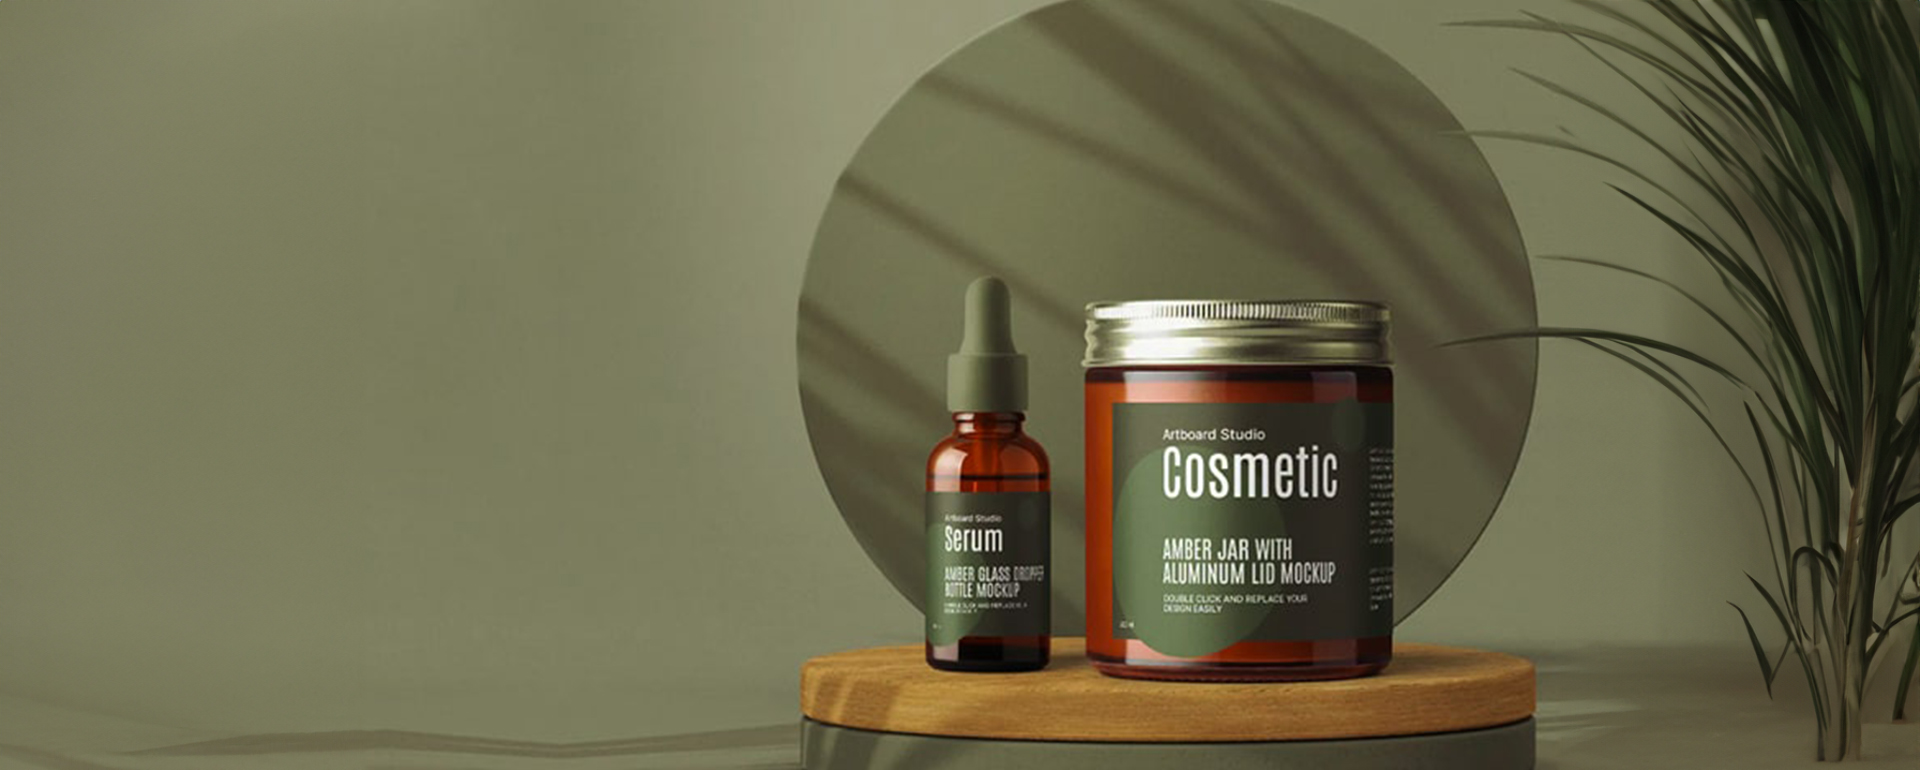 Artboard Studio
Serum
AMBER GLASS DROPPER
BOTTLE MOCKUP
Artboard Studio
Cosmetic
AMBER JAR WITH
ALUMINUM LID MOCKUP
DOUBLE CLICK AND REPLACE YOUR
DESIGN EASILY